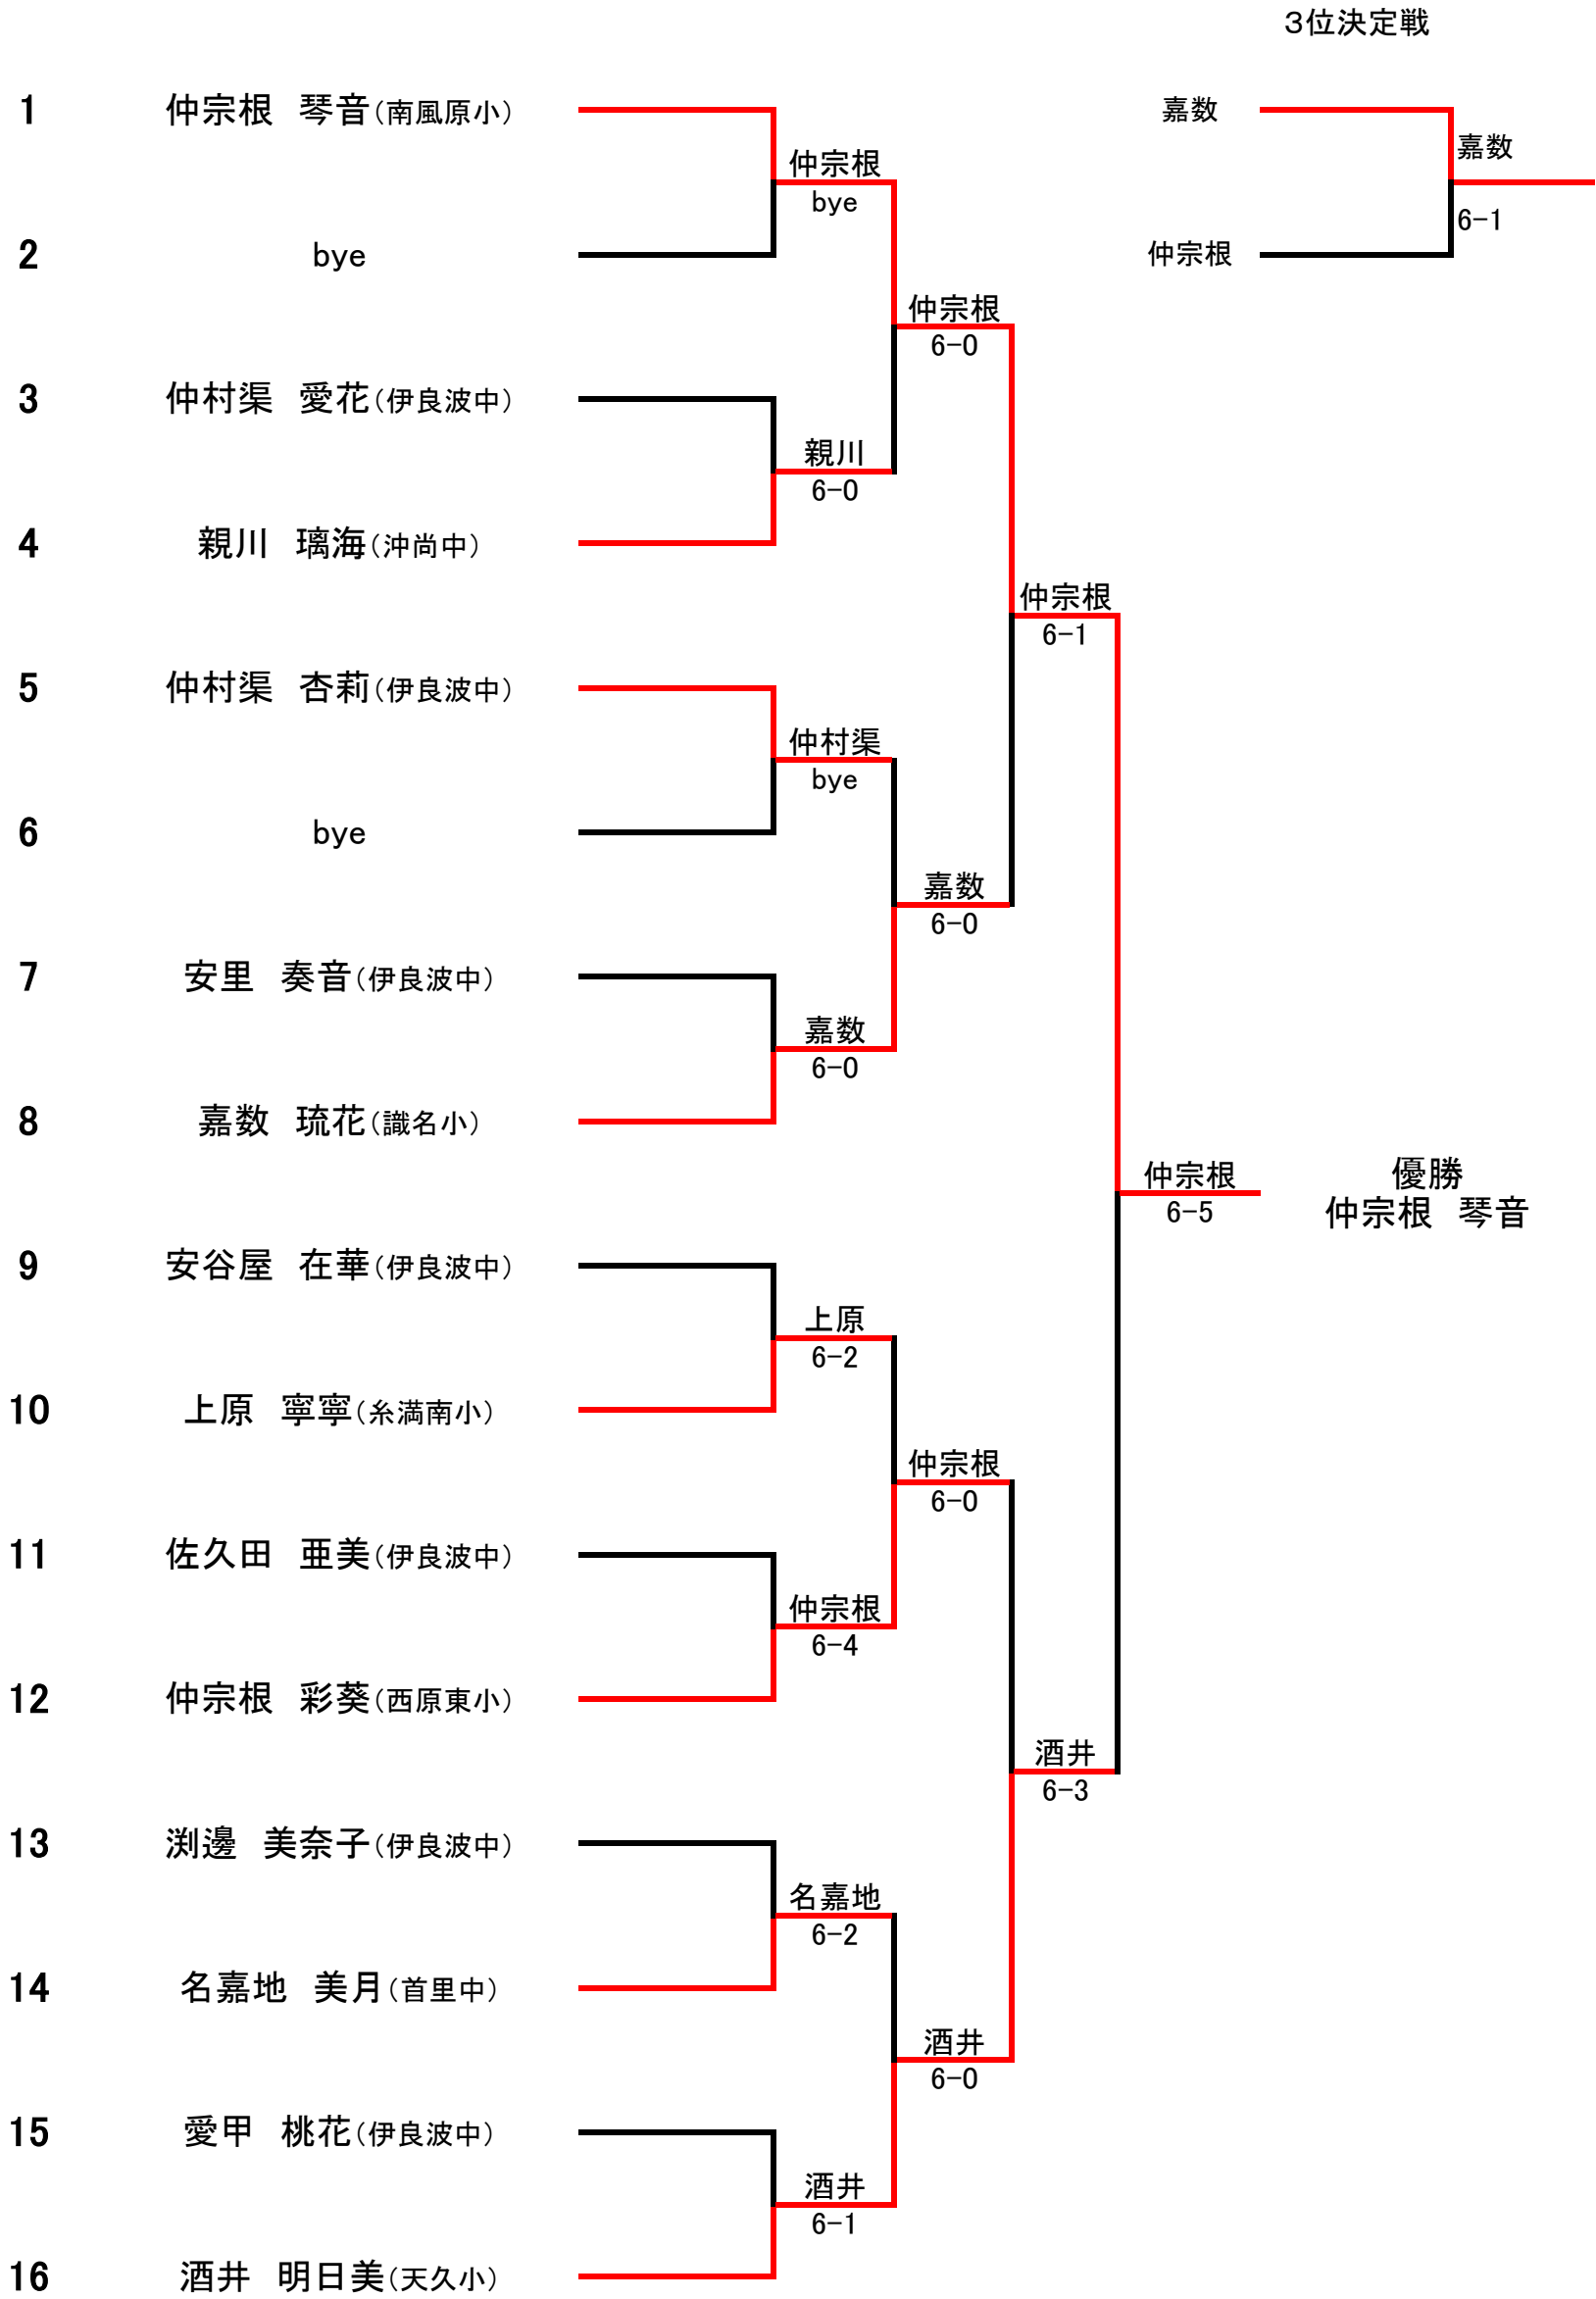 3位決定戦
1 仲宗根 琴音(南風原小)
嘉数
嘉数
仲宗根
bye
6-1
2 bye
仲宗根
仲宗根
6-0
3 仲村渠 愛花(伊良波中)
親川
6-0
4 親川 璃海(沖尚中)
仲宗根
6-1
5 仲村渠 杏莉(伊良波中)
仲村渠
bye
6 bye
嘉数
6-0
7 安里 奏音(伊良波中)
嘉数
6-0
8 嘉数 琉花(識名小)
仲宗根
6-5
優勝
仲宗根 琴音
9 安谷屋 在華(伊良波中)
上原
6-2
10 上原 寧寧(糸満南小)
仲宗根
6-0
11 佐久田 亜美(伊良波中)
仲宗根
6-4
12 仲宗根 彩葵(西原東小)
酒井
6-3
13 渕邊 美奈子(伊良波中)
名嘉地
6-2
14 名嘉地 美月(首里中)
酒井
6-0
15 愛甲 桃花(伊良波中)
酒井
6-1
16 酒井 明日美(天久小)